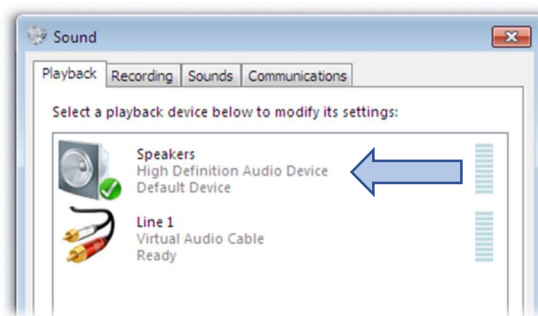 Sound
Playback Recording Sounds Communications
Select a playback device below to modify its settings:
Speakers
High Definition Audio Device
Default Device
Line 1
Virtual Audio Cable
Ready